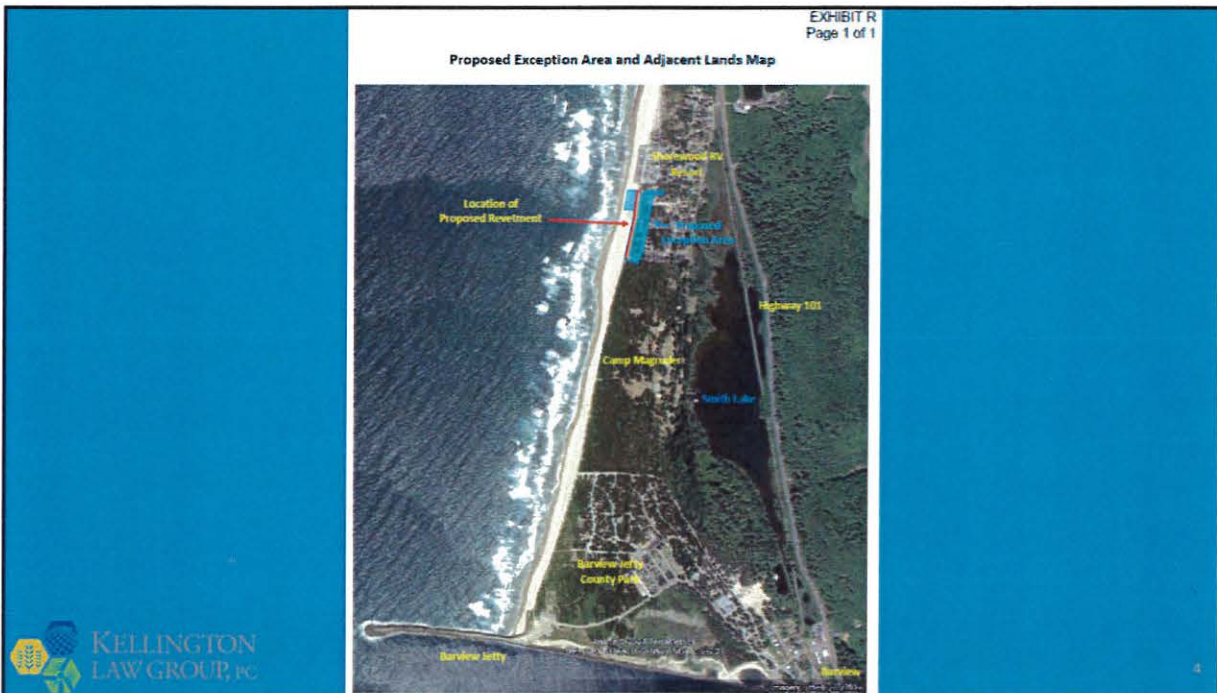 EXHIBIT R
Page 1 of 1
Proposed Exception Area and Adjacent Lands Map
Shorewood RV
Resort
Location of
Proposed Revetment
Proposed
Exception Area
Highway 101
Camp Magruder
Smith Lake
Barview Jetty
County Park
Barview Jetty
Barview
KELLINGTON
LAW GROUP, PC
4